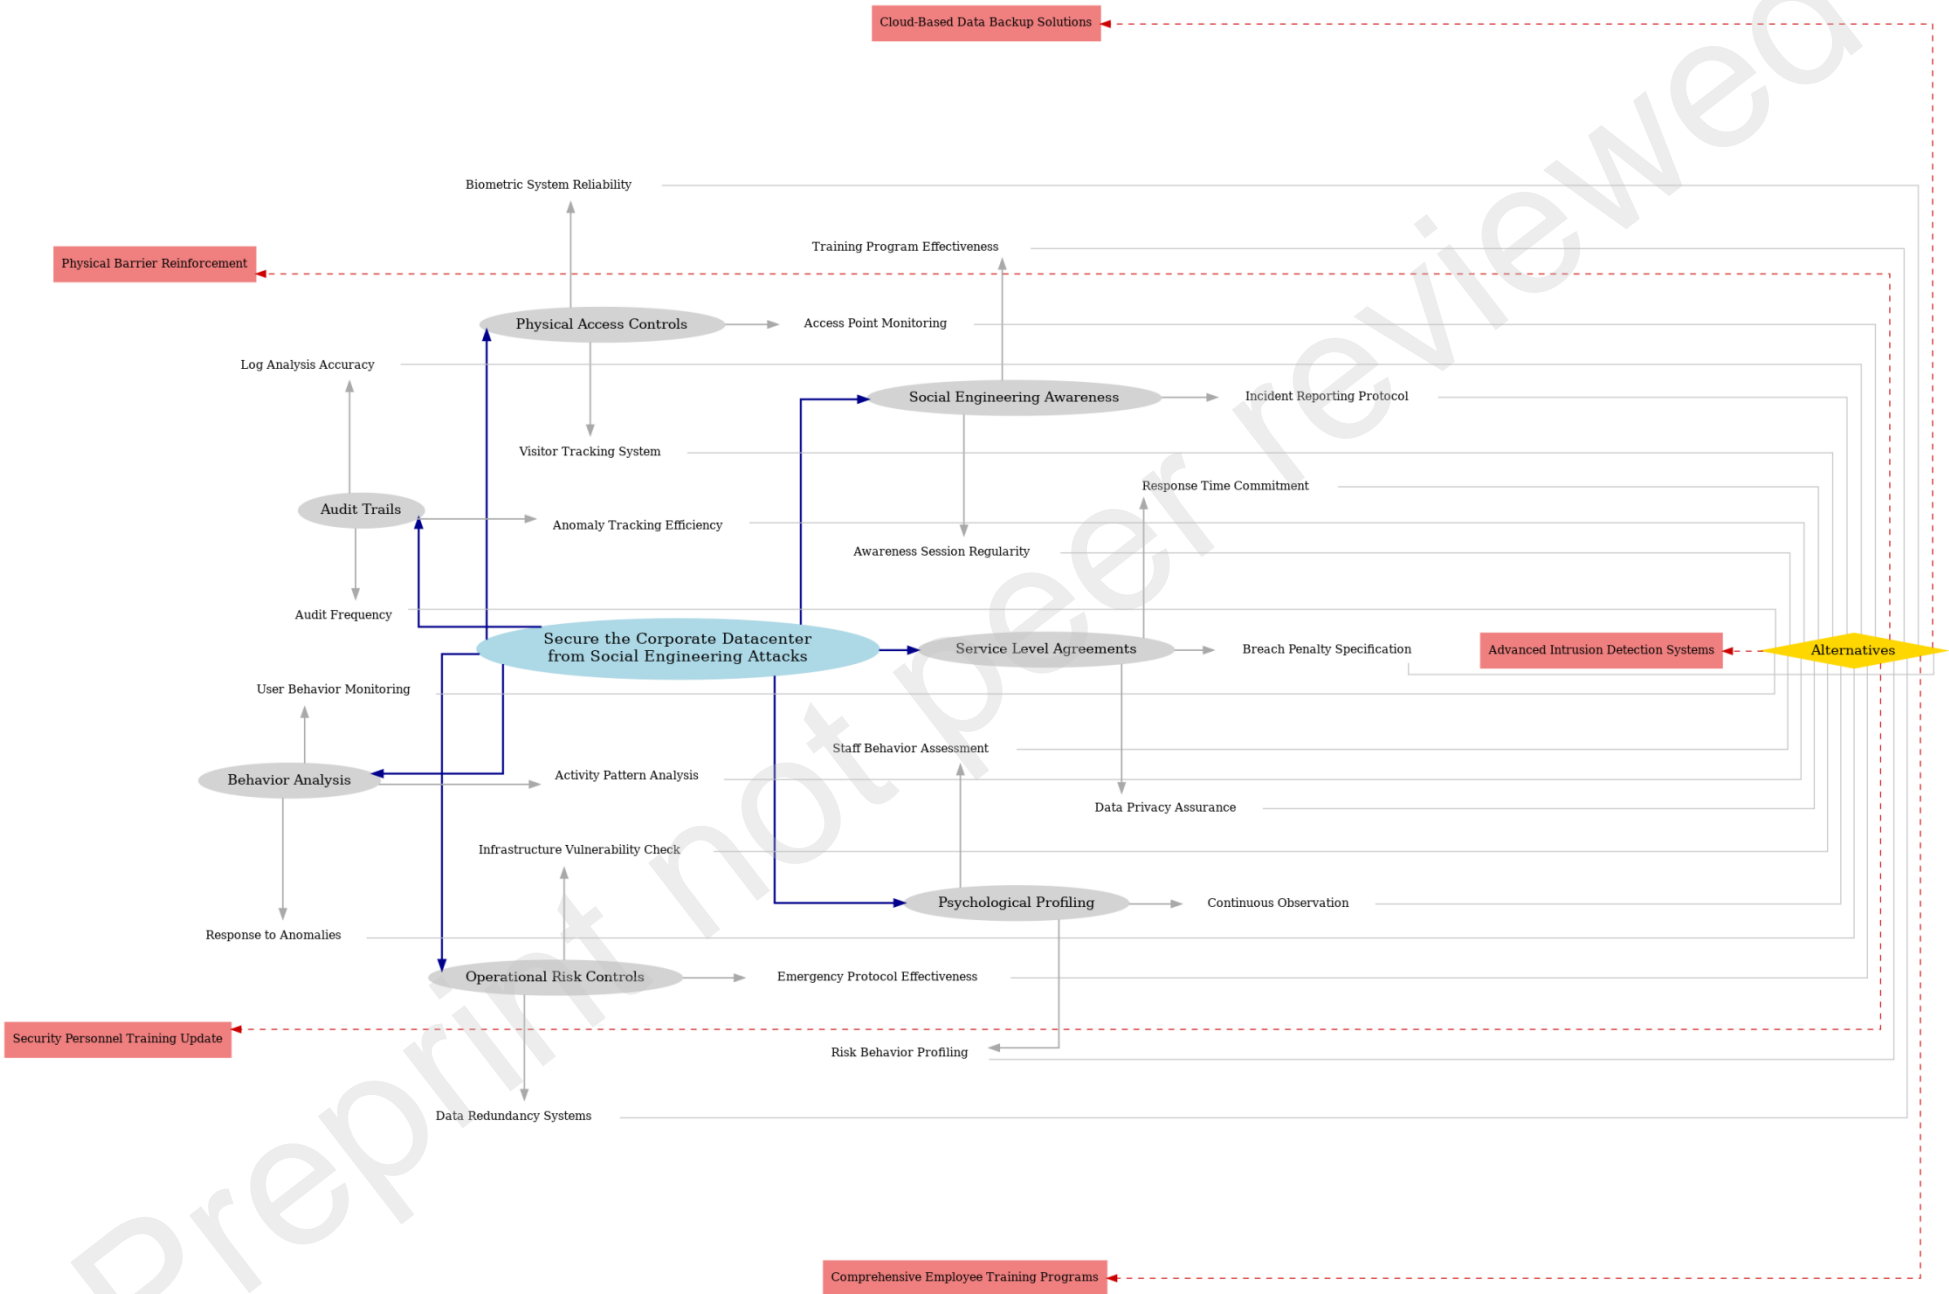 Cloud-Based Data Backup Solutions
Biometric System Reliability
Training Program Effectiveness
Physical Barrier Reinforcement
Physical Access Controls
Access Point Monitoring
Log Analysis Accuracy
Social Engineering Awareness
Incident Reporting Protocol
Visitor Tracking System
Response Time Commitment
Audit Trails
Anomaly Tracking Efficiency
Awareness Session Regularity
Audit Frequency
Secure the Corporate Datacenter
from Social Engineering Attacks
Service Level Agreements
Breach Penalty Specification
Advanced Intrusion Detection Systems
Alternatives
User Behavior Monitoring
Staff Behavior Assessment
Behavior Analysis
Activity Pattern Analysis
Data Privacy Assurance
Infrastructure Vulnerability Check
Psychological Profiling
Continuous Observation
Response to Anomalies
Operational Risk Controls
Emergency Protocol Effectiveness
Security Personnel Training Update
Risk Behavior Profiling
Data Redundancy Systems
Comprehensive Employee Training Programs
Preprint not peer reviewed